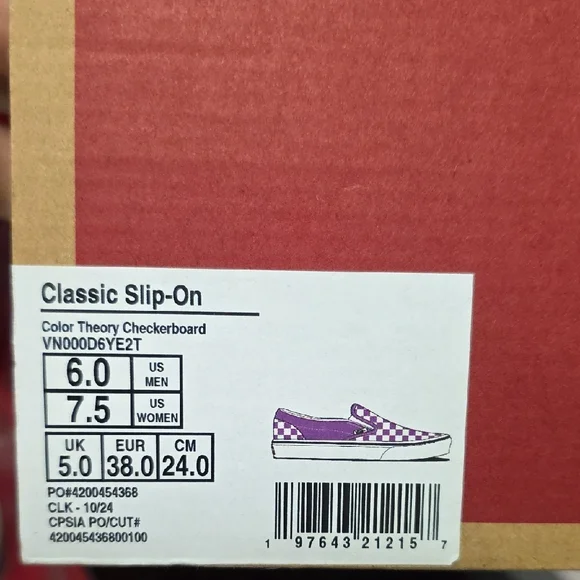 Classic Slip-On
Color Theory Checkerboard
VN000D6YE2T
6.0 US MEN
7.5 US WOMEN
UK EUR CM
5.0 38.0 24.0
PO#4200454368
CLK - 10/24
CPSIA PO/CUT#
420045436800100
1 97643 21215 7